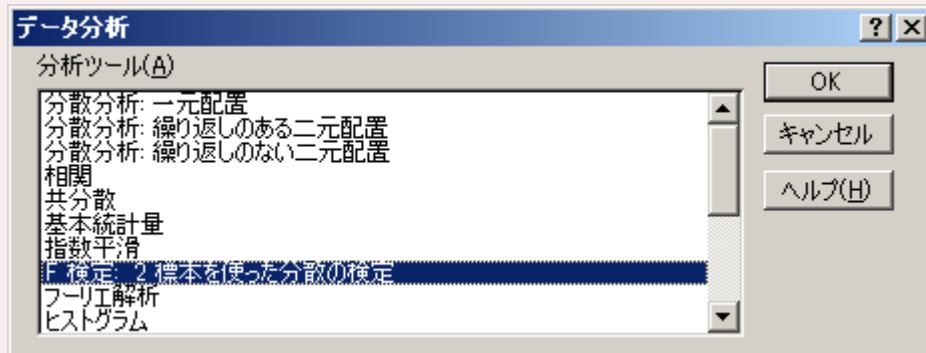 データ分析
分析ツール(A)
分散分析: 一元配置
分散分析: 繰り返しのある二元配置
分散分析: 繰り返しのない二元配置
相関
共分散
基本統計量
指数平滑
F 検定: 2 標本を使った分散の検定
フーリエ解析
ヒストグラム
OK
キャンセル
ヘルプ(H)